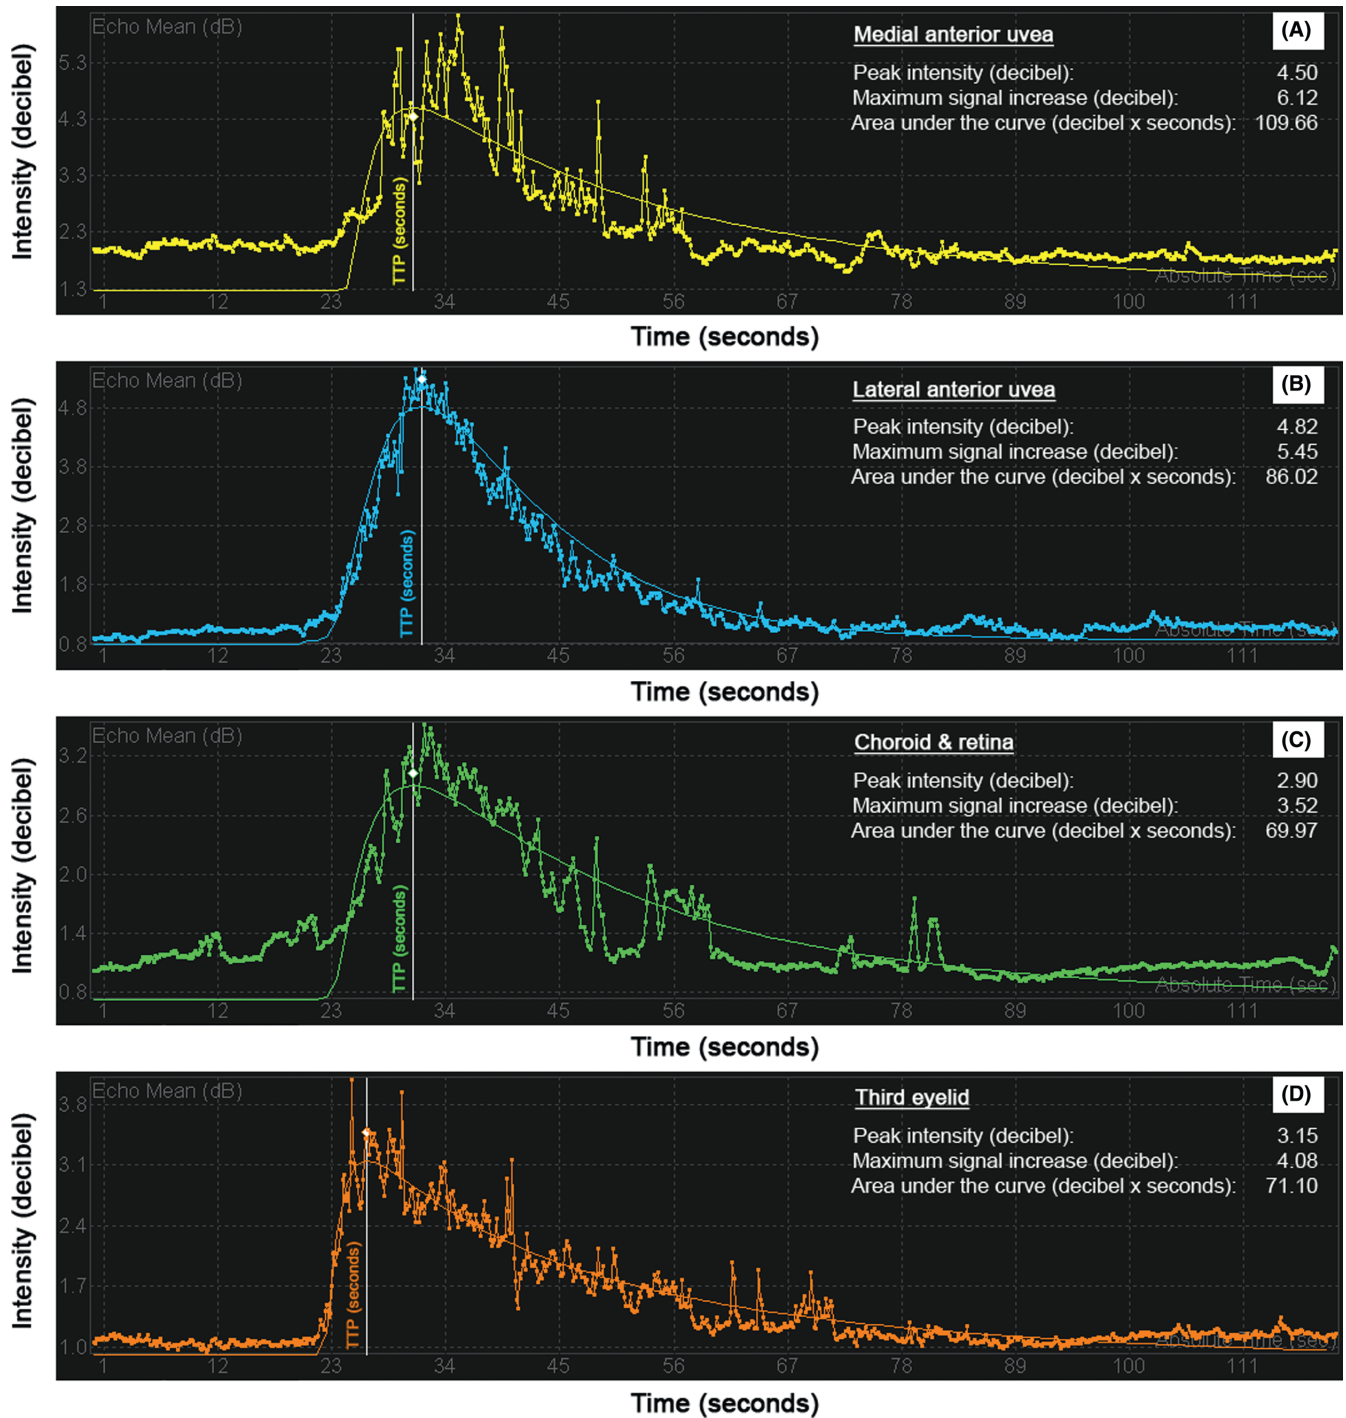 Echo Mean (dB)
Medial anterior uvea
(A)
Peak intensity (decibel): 4.50
Maximum signal increase (decibel): 6.12
Area under the curve (decibel x seconds): 109.66
Intensity (decibel)
5.3
4.3
3.3
2.3
1.3
TTP (seconds)
Absolute Time (sec)
1 12 23 34 45 56 67 78 89 100 111
Time (seconds)
Echo Mean (dB)
Lateral anterior uvea
(B)
Peak intensity (decibel): 4.82
Maximum signal increase (decibel): 5.45
Area under the curve (decibel x seconds): 86.02
Intensity (decibel)
4.8
3.8
2.8
1.8
0.8
TTP (seconds)
Absolute Time (sec)
1 12 23 34 45 56 67 78 89 100 111
Time (seconds)
Echo Mean (dB)
Choroid & retina
(C)
Peak intensity (decibel): 2.90
Maximum signal increase (decibel): 3.52
Area under the curve (decibel x seconds): 69.97
Intensity (decibel)
3.2
2.6
2.0
1.4
0.8
TTP (seconds)
Absolute Time (sec)
1 12 23 34 45 56 67 78 89 100 111
Time (seconds)
Echo Mean (dB)
Third eyelid
(D)
Peak intensity (decibel): 3.15
Maximum signal increase (decibel): 4.08
Area under the curve (decibel x seconds): 71.10
Intensity (decibel)
3.8
3.1
2.4
1.7
1.0
TTP (seconds)
Absolute Time (sec)
1 12 23 34 45 56 67 78 89 100 111
Time (seconds)